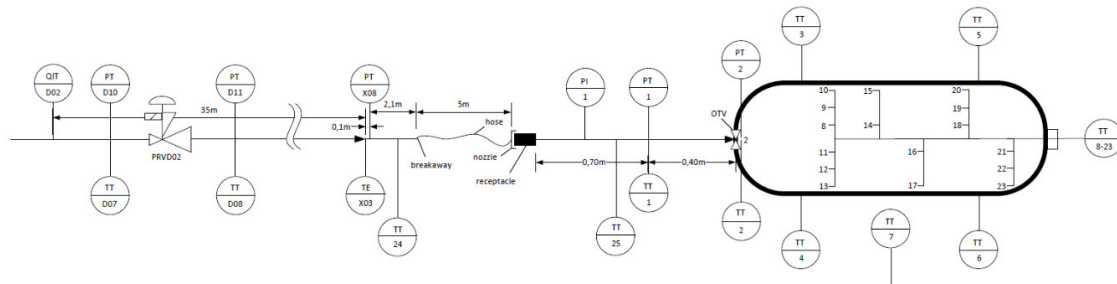 QIT
D02
PT
D10
PT
D11
35m
PRVD02
TT
D07
TT
D08
PT
X08
2,1m
5m
0,1m
hose
breakaway
nozzle
receptacle
TE
X03
TT
24
PI
1
PT
1
0,70m
0,40m
TT
1
TT
25
PT
2
OTV
2
TT
2
TT
3
TT
5
10
9
8
11
12
13
15
14
16
17
20
19
18
21
22
23
TT
8-23
TT
4
TT
7
TT
6